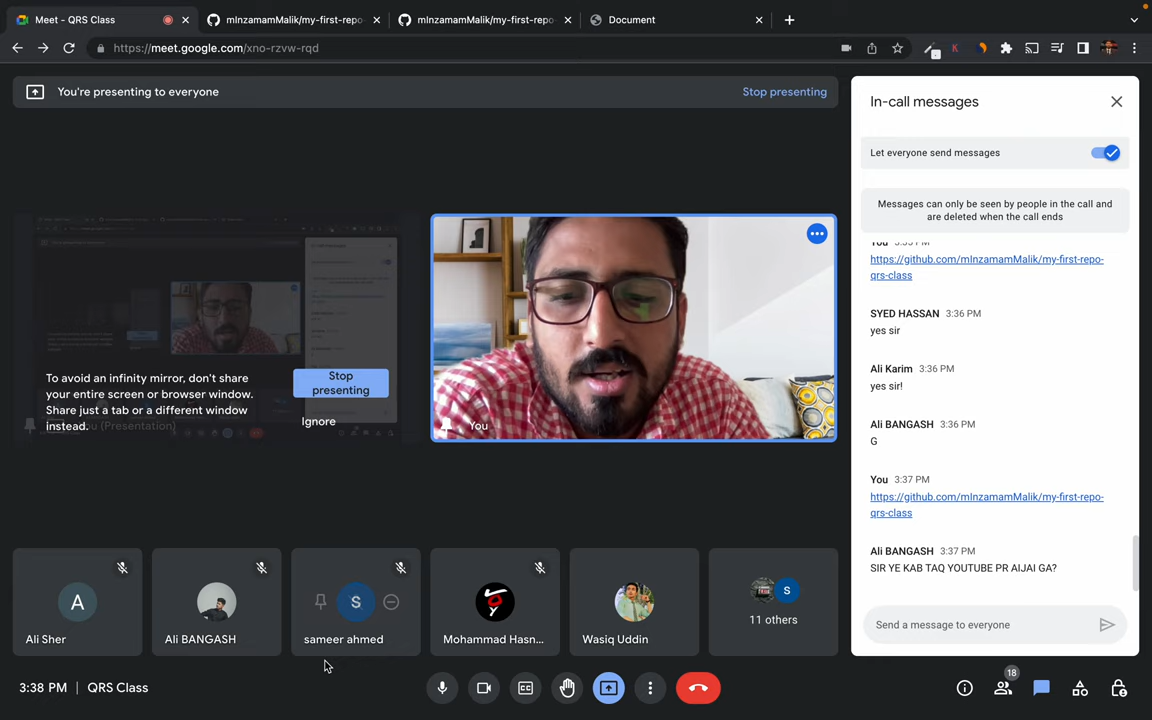 Meet - QRS Class
mInzamamMalik/my-first-repo-
mInzamamMalik/my-first-repo-
Document
https://meet.google.com/xno-rzvw-rqd
You're presenting to everyone
Stop presenting
To avoid an infinity mirror, don't share
your entire screen or browser window.
Share just a tab or a different window
instead.
Stop
presenting
Ignore
You (Presentation)
You
Ali Sher
Ali BANGASH
sameer ahmed
Mohammad Hasn...
Wasiq Uddin
11 others
A
S
S
3:38 PM | QRS Class
18
In-call messages
Let everyone send messages
Messages can only be seen by people in the call and
are deleted when the call ends
https://github.com/mInzamamMalik/my-first-repo-
qrs-class
SYED HASSAN 3:36 PM
yes sir
Ali Karim 3:36 PM
yes sir!
Ali BANGASH 3:36 PM
G
You 3:37 PM
https://github.com/mInzamamMalik/my-first-repo-
qrs-class
Ali BANGASH 3:37 PM
SIR YE KAB TAQ YOUTUBE PR AIJAI GA?
Send a message to everyone